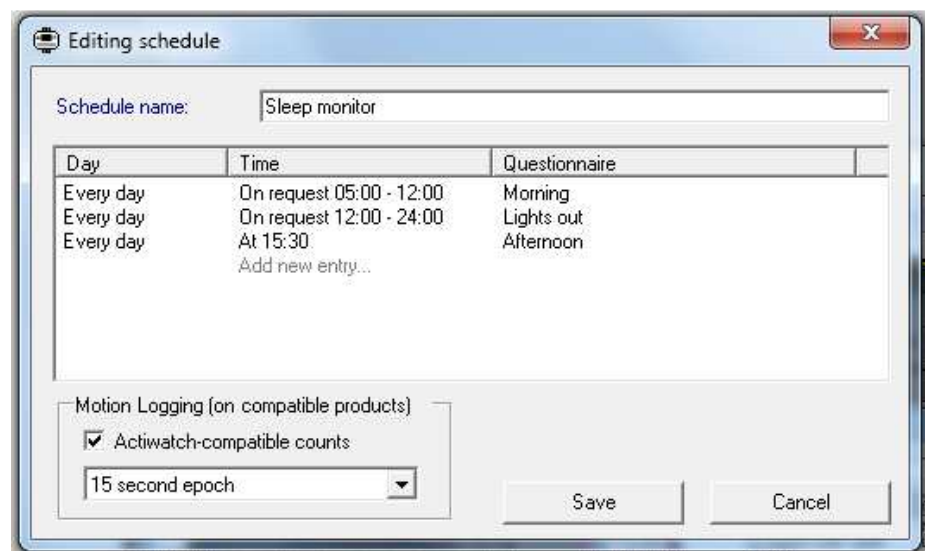 Editing schedule
Schedule name: Sleep monitor
Day Time Questionnaire
Every day On request 05:00 - 12:00 Morning
Every day On request 12:00 - 24:00 Lights out
Every day At 15:30 Afternoon
Add new entry...
Motion Logging (on compatible products)
Actiwatch-compatible counts
15 second epoch
Save Cancel